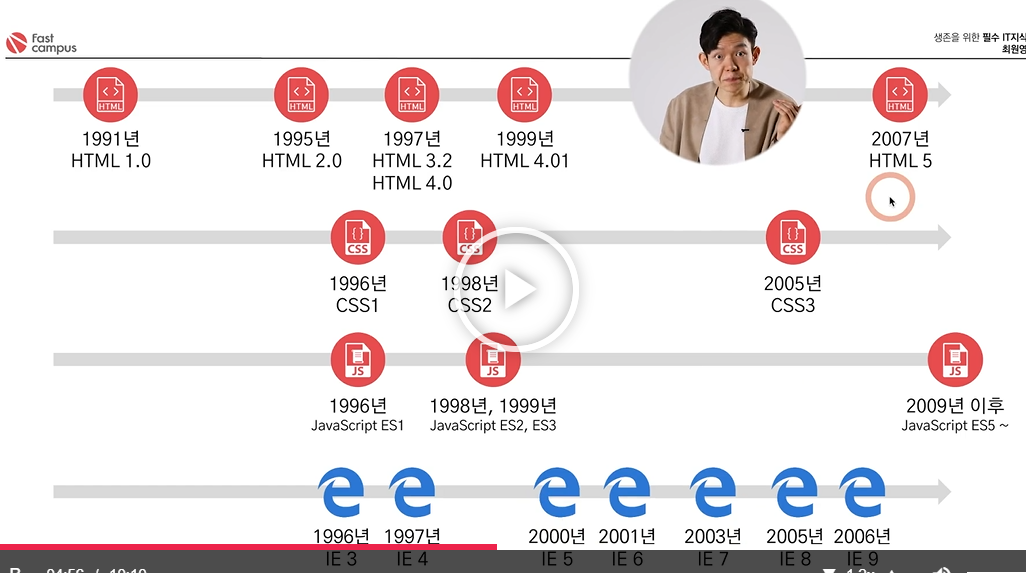 Fast
campus
생존을 위한 필수 IT지식
최원영
HTML
HTML
HTML
HTML
HTML
1991년
HTML 1.0
1995년
HTML 2.0
1997년
HTML 3.2
HTML 4.0
1999년
HTML 4.01
2007년
HTML 5
CSS
CSS
CSS
1996년
CSS1
1998년
CSS2
2005년
CSS3
JS
JS
JS
1996년
JavaScript ES1
1998년, 1999년
JavaScript ES2, ES3
2009년 이후
JavaScript ES5 ~
1996년
IE 3
1997년
IE 4
2000년
IE 5
2001년
IE 6
2003년
IE 7
2005년
IE 8
2006년
IE 9